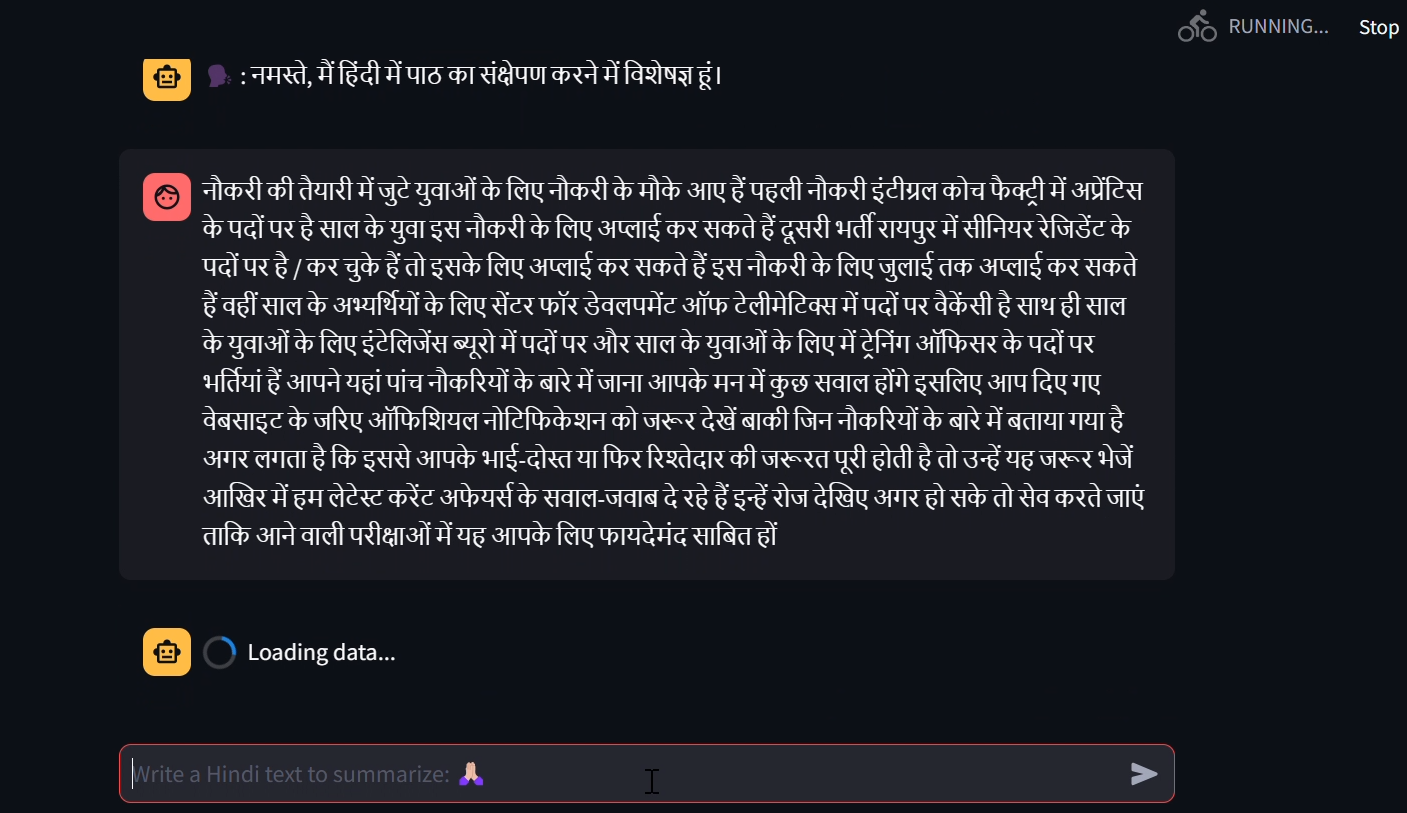 RUNNING...
Stop
: नमस्ते, मैं हिंदी में पाठ का संक्षेपण करने में विशेषज्ञ हूं।
नौकरी की तैयारी में जुटे युवाओं के लिए नौकरी के मौके आए हैं पहली नौकरी इंटीग्रल कोच फैक्ट्री में अप्रेंटिस
के पदों पर है साल के युवा इस नौकरी के लिए अप्लाई कर सकते हैं दूसरी भर्ती रायपुर में सीनियर रेजिडेंट के
पदों पर है / कर चुके हैं तो इसके लिए अप्लाई कर सकते हैं इस नौकरी के लिए जुलाई तक अप्लाई कर सकते
हैं वहीं साल के अभ्यर्थियों के लिए सेंटर फॉर डेवलपमेंट ऑफ टेलीमेटिक्स में पदों पर वैकेंसी है साथ ही साल
के युवाओं के लिए इंटेलिजेंस ब्यूरो में पदों पर और साल के युवाओं के लिए में ट्रेनिंग ऑफिसर के पदों पर
भर्तियां हैं आपने यहां पांच नौकरियों के बारे में जाना आपके मन में कुछ सवाल होंगे इसलिए आप दिए गए
वेबसाइट के जरिए ऑफिशियल नोटिफिकेशन को जरूर देखें बाकी जिन नौकरियों के बारे में बताया गया है
अगर लगता है कि इससे आपके भाई-दोस्त या फिर रिश्तेदार की जरूरत पूरी होती है तो उन्हें यह जरूर भेजें
आखिर में हम लेटेस्ट करेंट अफेयर्स के सवाल-जवाब दे रहे हैं इन्हें रोज देखिए अगर हो सके तो सेव करते जाएं
ताकि आने वाली परीक्षाओं में यह आपके लिए फायदेमंद साबित हों
Loading data...
Write a Hindi text to summarize: 🙏🏻